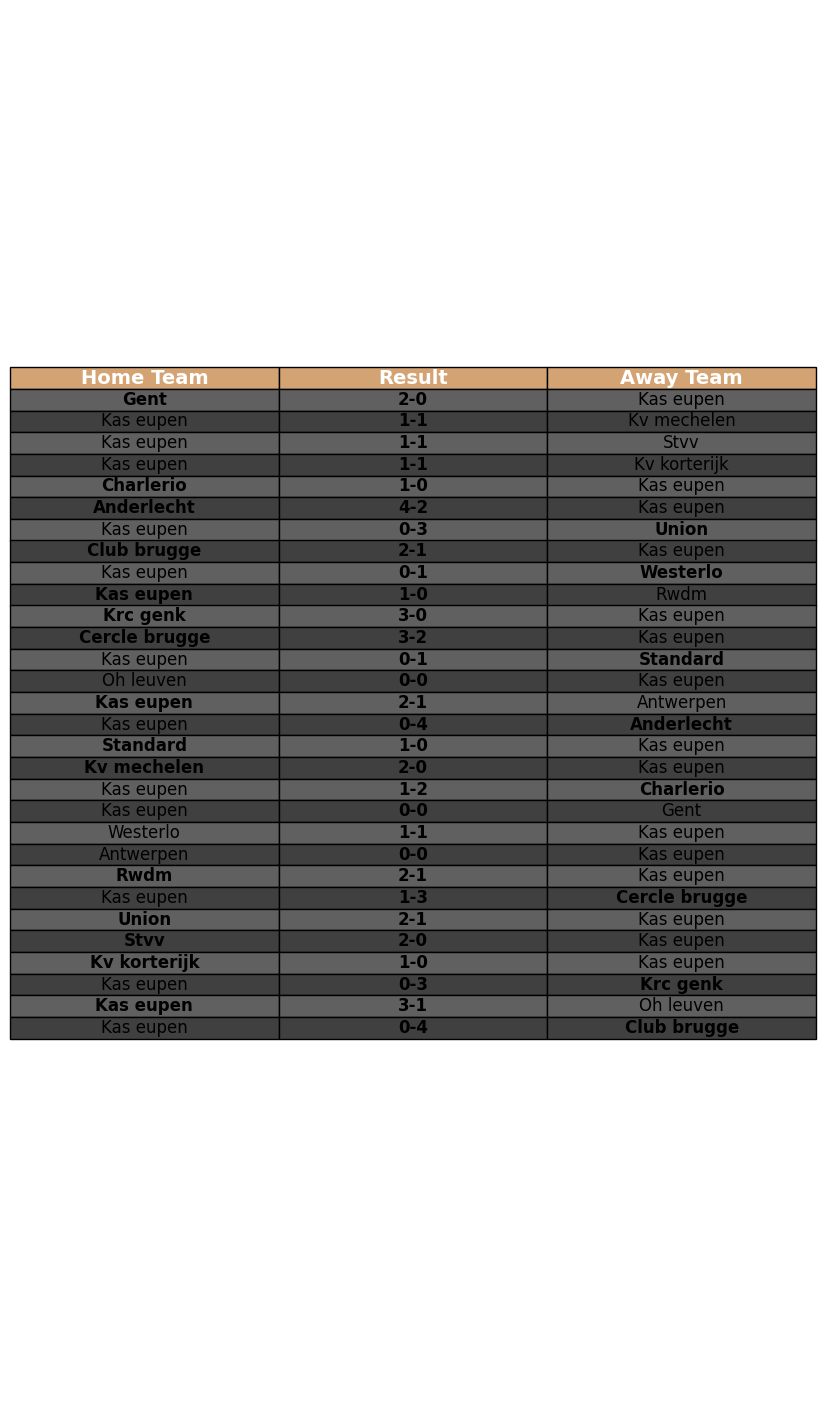 Home Team Result Away Team
Gent 2-0 Kas eupen
Kas eupen 1-1 Kv mechelen
Kas eupen 1-1 Stvv
Kas eupen 1-1 Kv korterijk
Charlerio 1-0 Kas eupen
Anderlecht 4-2 Kas eupen
Kas eupen 0-3 Union
Club brugge 2-1 Kas eupen
Kas eupen 0-1 Westerlo
Kas eupen 1-0 Rwdm
Krc genk 3-0 Kas eupen
Cercle brugge 3-2 Kas eupen
Kas eupen 0-1 Standard
Oh leuven 0-0 Kas eupen
Kas eupen 2-1 Antwerpen
Kas eupen 0-4 Anderlecht
Standard 1-0 Kas eupen
Kv mechelen 2-0 Kas eupen
Kas eupen 1-2 Charlerio
Kas eupen 0-0 Gent
Westerlo 1-1 Kas eupen
Antwerpen 0-0 Kas eupen
Rwdm 2-1 Kas eupen
Kas eupen 1-3 Cercle brugge
Union 2-1 Kas eupen
Stvv 2-0 Kas eupen
Kv korterijk 1-0 Kas eupen
Kas eupen 0-3 Krc genk
Kas eupen 3-1 Oh leuven
Kas eupen 0-4 Club brugge